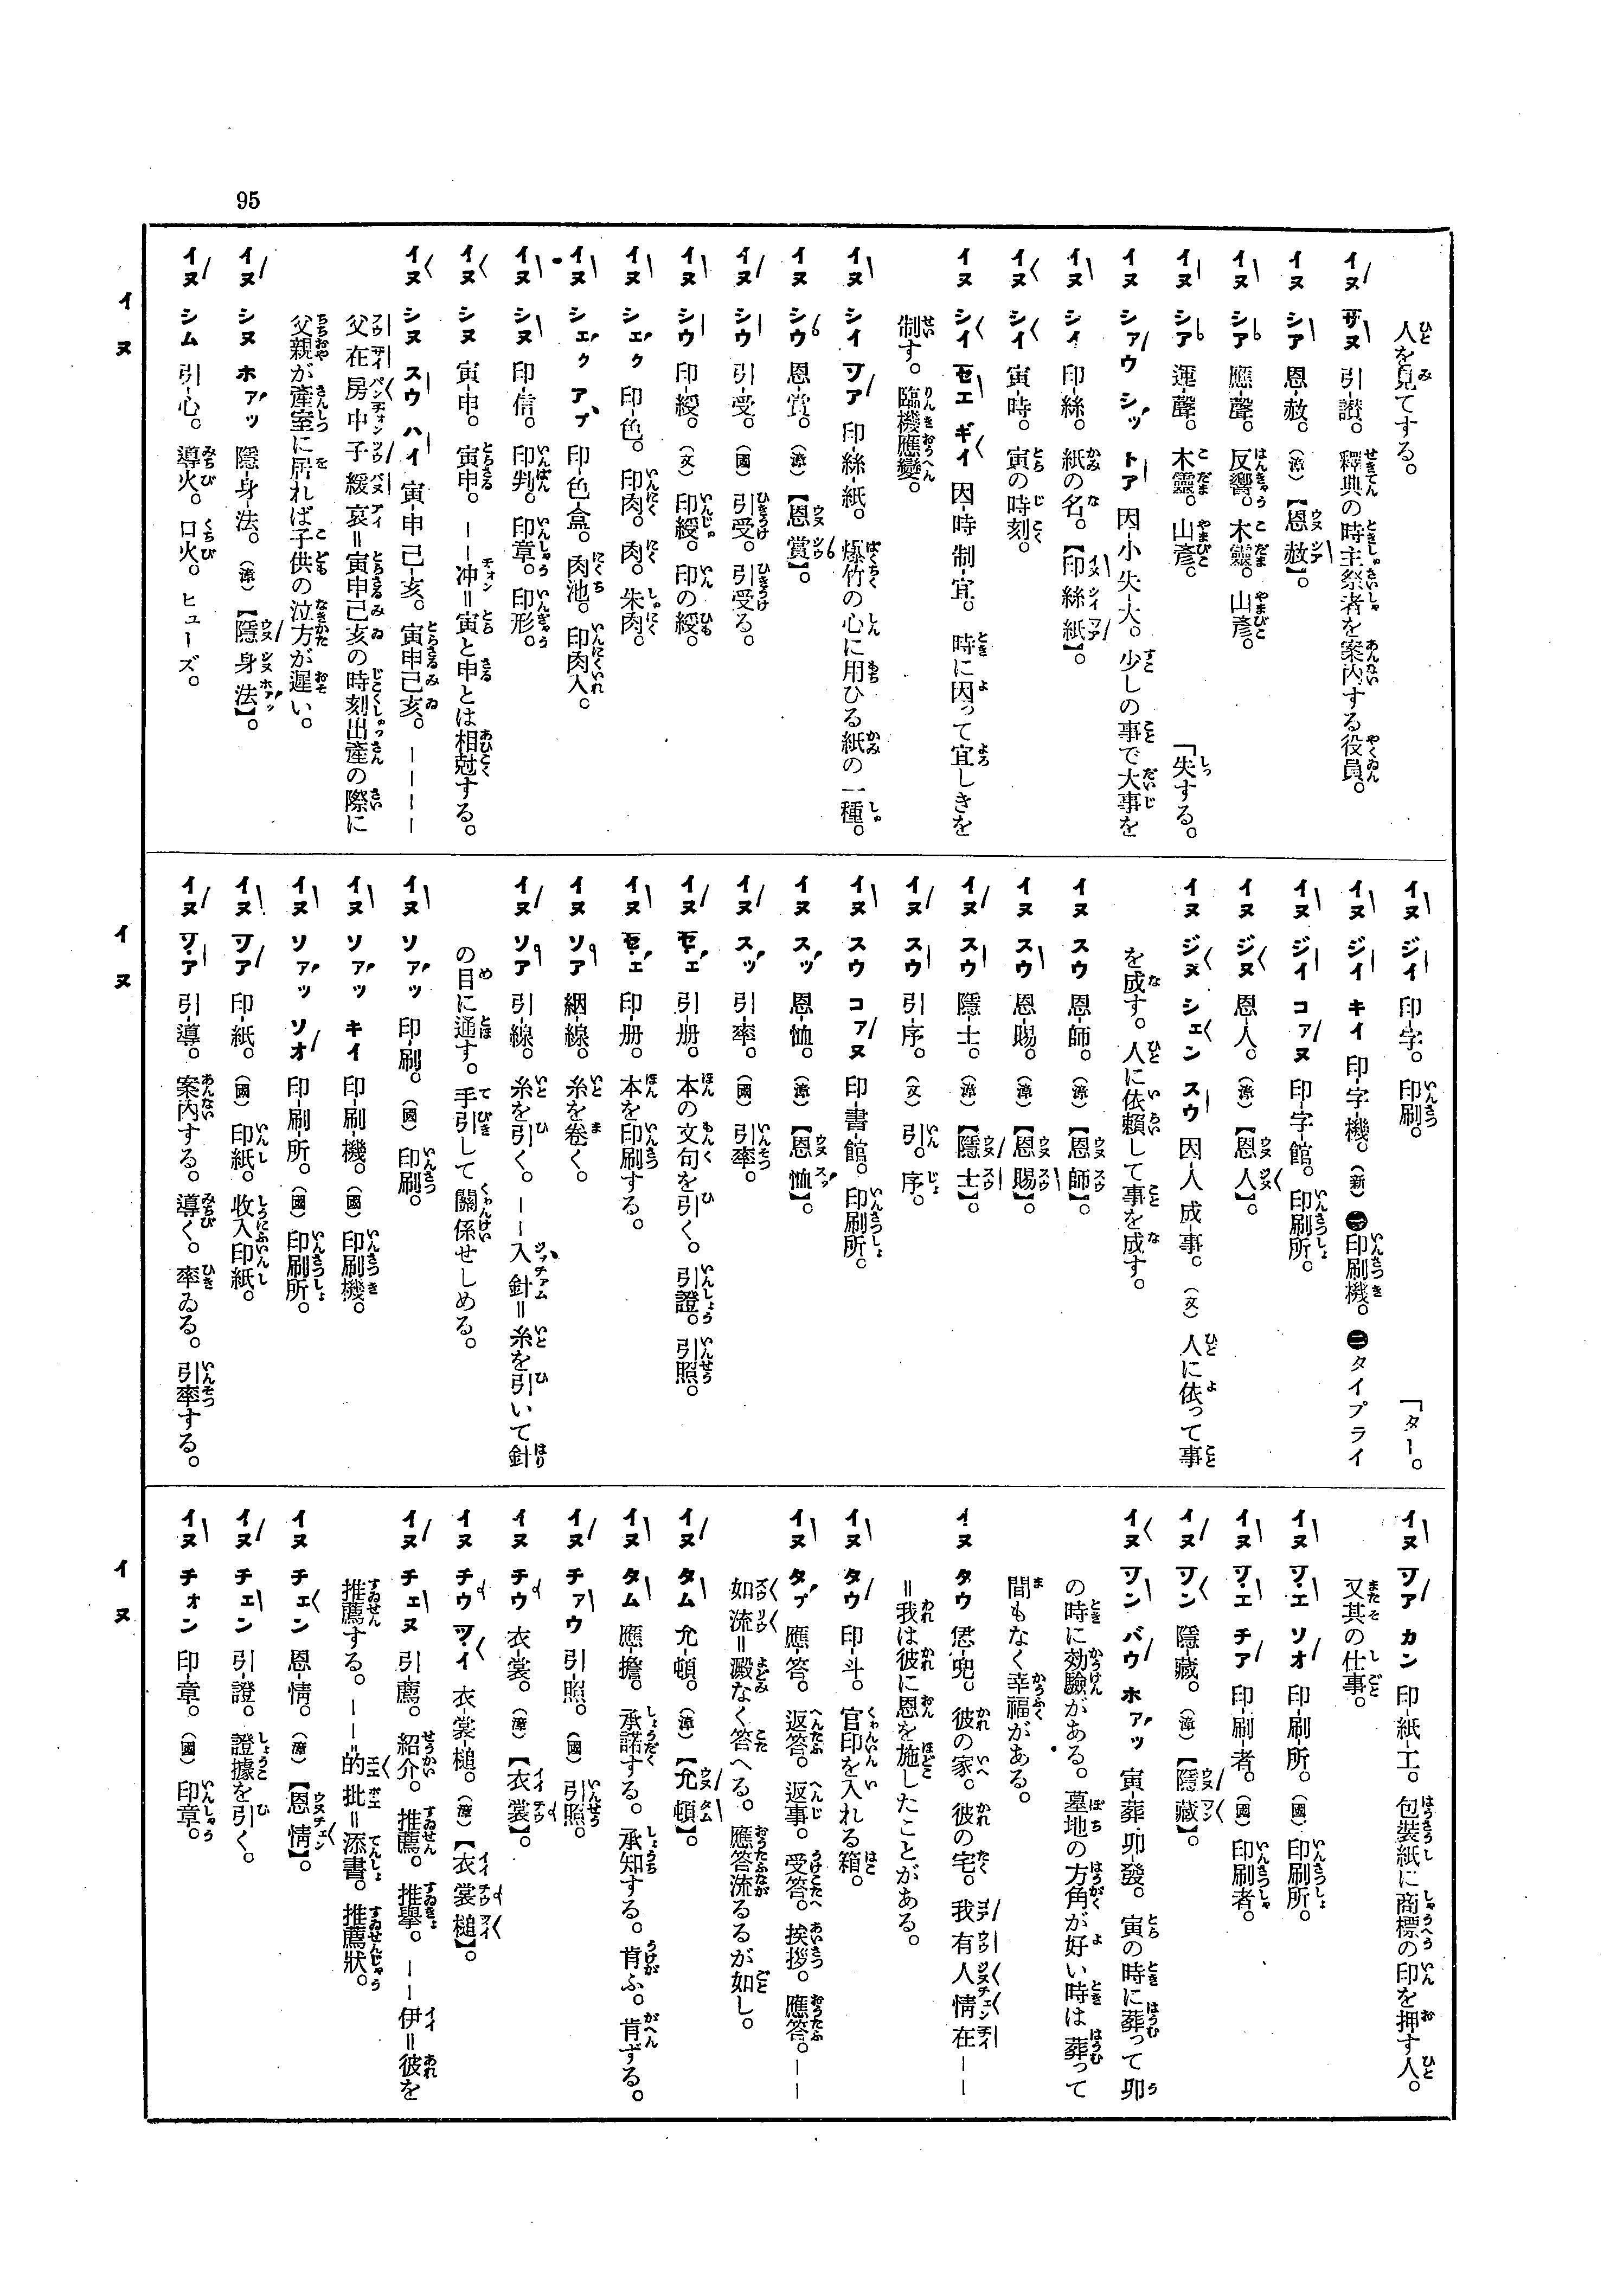 95
人を見てする。
イヌ サヌ 引-讃。釋典の時主祭者を案內する役員。
イヌ シア 恩-赦。（漳）【恩赦】。
イヌ シア 應-聲。反響。木靈。山彥。
イヌ シア 運-聲。木靈。山彥。
イヌ シァウ シッ トア 因-小 失-大。少しの事で大事を「失する。
イヌ シィ 印-絲。紙の名。【印絲紙】。
イヌ シイ 寅-時。寅の時刻。
イヌ シイ セエ ギイ 因-時 制-宜。時に因って宜しきを
制す。臨機應變。
イヌ シイ ツア 印-絲-紙。爆竹の心に用ひる紙の一種。
イヌ シウ 恩-賞。（漳）【恩賞】。
イヌ シウ 引-受。（國）引受。引受る。
イヌ シウ 印-綬。（文）印綬。印の綬。
イヌ シェク 印-色。印肉。肉。朱肉。
イヌ シェク アプ 印-色-盒。肉池。印肉入。
イヌ シヌ 印-信。印判。印章。印形。
イヌ シヌ 寅-申。寅申。――冲＝寅と申とは相尅する。
イヌ シヌ スウ ハイ 寅-申 己-亥。寅申己亥。――――
父在房中子緩哀＝寅申己亥の時刻出產の際に
父親が產室に居れば子供の泣方が遲い。
イヌ シヌ ホァッ 隱-身-法。（漳）【隱身法】。
イヌ シム 引-心。導火。口火。ヒューズ。
イヌ
イヌ ジイ 印-字。印刷。
イヌ ジイ キイ 印-字-機。（新）㊀印刷機。㊁タイプライ「ター。
イヌ ジイ コァヌ 印-字-館。印刷所。
イヌ ジヌ 恩-人。（漳）【恩人】。
イヌ ジヌ シェン スウ 因-人 成-事。（文）人に依って事
を成す。人に依賴して事を成す。
イヌ スウ 恩-師。（漳）【恩師】。
イヌ スウ 恩-賜。（漳）【恩賜】。
イヌ スウ 隱-士。（漳）【隱士】。
イヌ スウ 引-序。（文）引。序。
イヌ スウ コァヌ 印-書-館。印刷所。
イヌ スッ 恩-恤。（漳）【恩恤】。
イヌ スッ 引-率。（國）引率。
イヌ セェ 引-册。本の文句を引く。引證。引照。
イヌ セェ 印-册。本を印刷する。
イヌ ソア 絪-線。糸を卷く。
イヌ ソア 引-線。糸を引く。――入針＝糸を引いて針
の目に通す。手引して關係せしめる。
イヌ ソァッ 印-刷。（國）印刷。
イヌ ソァッ キイ 印-刷-機。（國）印刷機。
イヌ ソァッ ソオ 印-刷-所。（國）印刷所。
イヌ ツア 印-紙。（國）印紙。收入印紙。
イヌ ツァ 引-導。案內する。導く。率ゐる。引率する。
イヌ
イヌ ツア カン 印-紙-工。包裝紙に商標の印を押す人。
又其の仕事。
イヌ ツエ ソオ 印-刷-所。（國）印刷所。
イヌ ツエ チア 印-刷-者。（國）印刷者。
イヌ ツン 隱-藏。（漳）【隱藏】。
イヌ ツン バウ ホァッ 寅-葬 卯-發。寅の時に葬って卯
の時に効驗がある。墓地の方角が好い時は葬って
間もなく幸福がある。
イヌ タウ 恁-兜。彼の家。彼の宅。我有人情在――
＝我は彼に恩を施したことがある。
イヌ タウ 印-斗。官印を入れる箱。
イヌ タプ 應-答。返答。返事。受答。挨拶。應答。――
如流＝澱なく答へる。應答流るるが如し。
イヌ タム 允-頓。（漳）【允頓】。
イヌ タム 應-擔。承諾する。承知する。肯ふ。肯ずる。
イヌ チァウ 引-照。（國）引照。
イヌ チウ 衣-裳。（漳）【衣裳】。
イヌ チウ ツイ 衣-裳-槌。（漳）【衣裳槌】。
イヌ チェヌ 引-薦。紹介。推薦。推擧。――伊＝彼を
推薦する。――的批＝添書。推薦狀。
イヌ チェン 恩-情。（漳）【恩情】。
イヌ チェン 引-證。證據を引く。
イヌ チォン 印-章。（國）印章。
イヌ